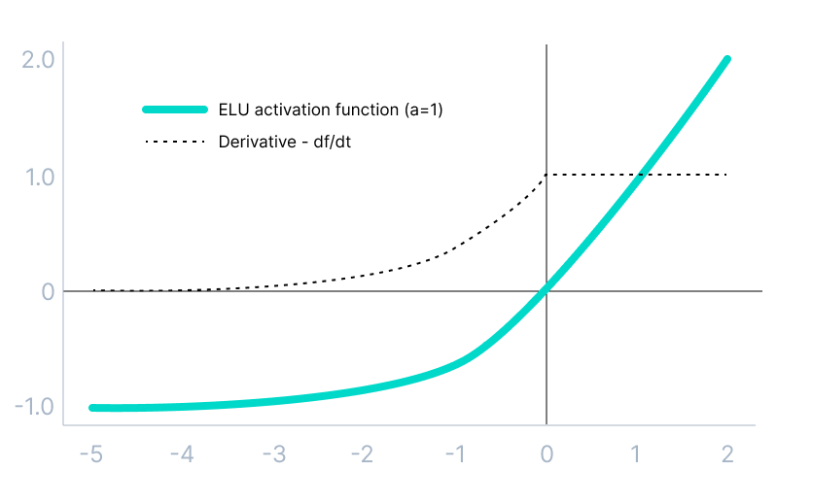 2.0
ELU activation function (a=1)
Derivative - df/dt
1.0
0
-1.0
-5 -4 -3 -2 -1 0 1 2